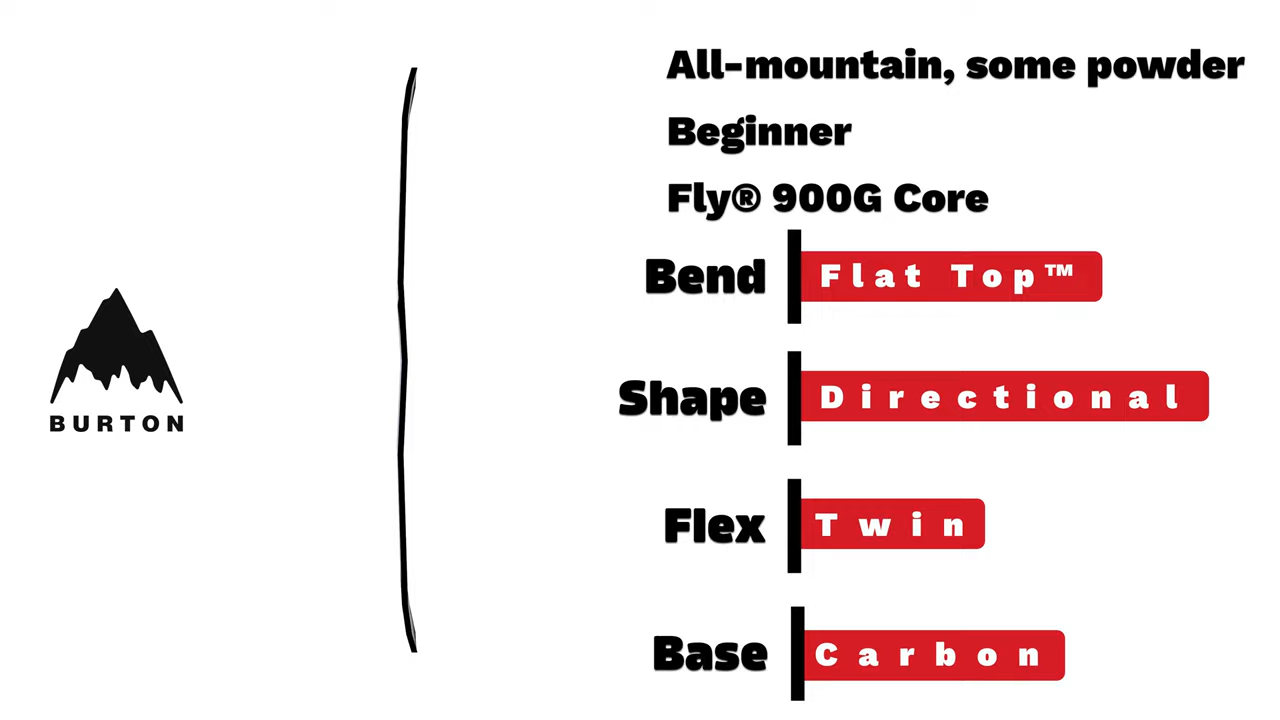 All-mountain, some powder
Beginner
Fly® 900G Core
Bend Flat Top™
Shape Directional
Flex Twin
Base Carbon
BURTON